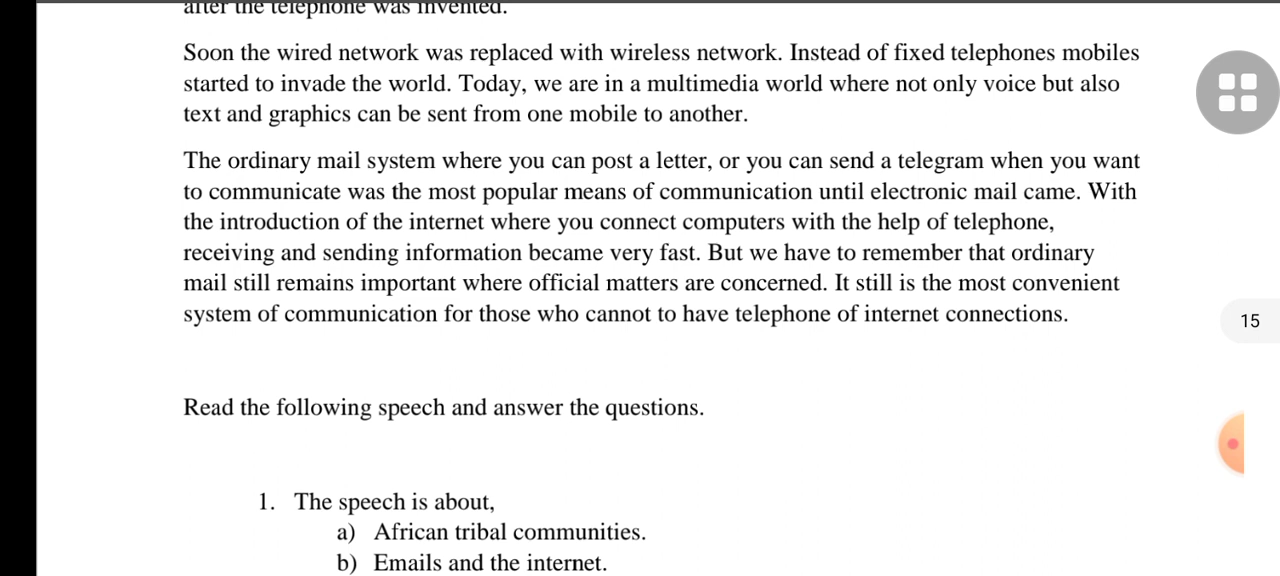 after the telephone was invented.
Soon the wired network was replaced with wireless network. Instead of fixed telephones mobiles
started to invade the world. Today, we are in a multimedia world where not only voice but also
text and graphics can be sent from one mobile to another.
The ordinary mail system where you can post a letter, or you can send a telegram when you want
to communicate was the most popular means of communication until electronic mail came. With
the introduction of the internet where you connect computers with the help of telephone,
receiving and sending information became very fast. But we have to remember that ordinary
mail still remains important where official matters are concerned. It still is the most convenient
system of communication for those who cannot to have telephone of internet connections.
15
Read the following speech and answer the questions.
1. The speech is about,
a) African tribal communities.
b) Emails and the internet.